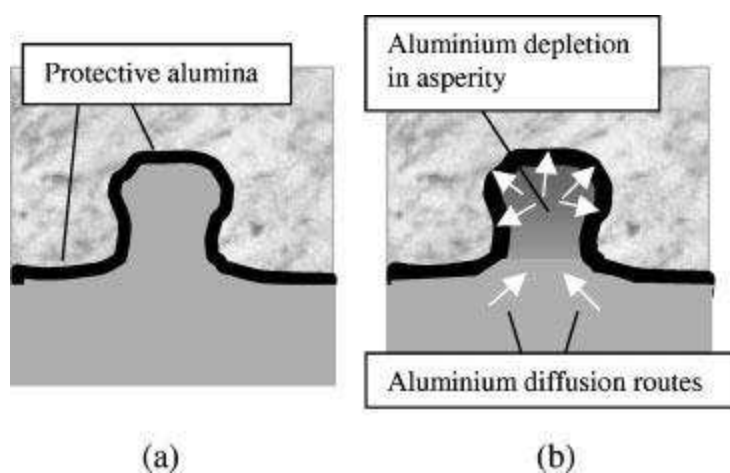 Protective alumina
Aluminium depletion
in asperity
Aluminium diffusion routes
(a)
(b)